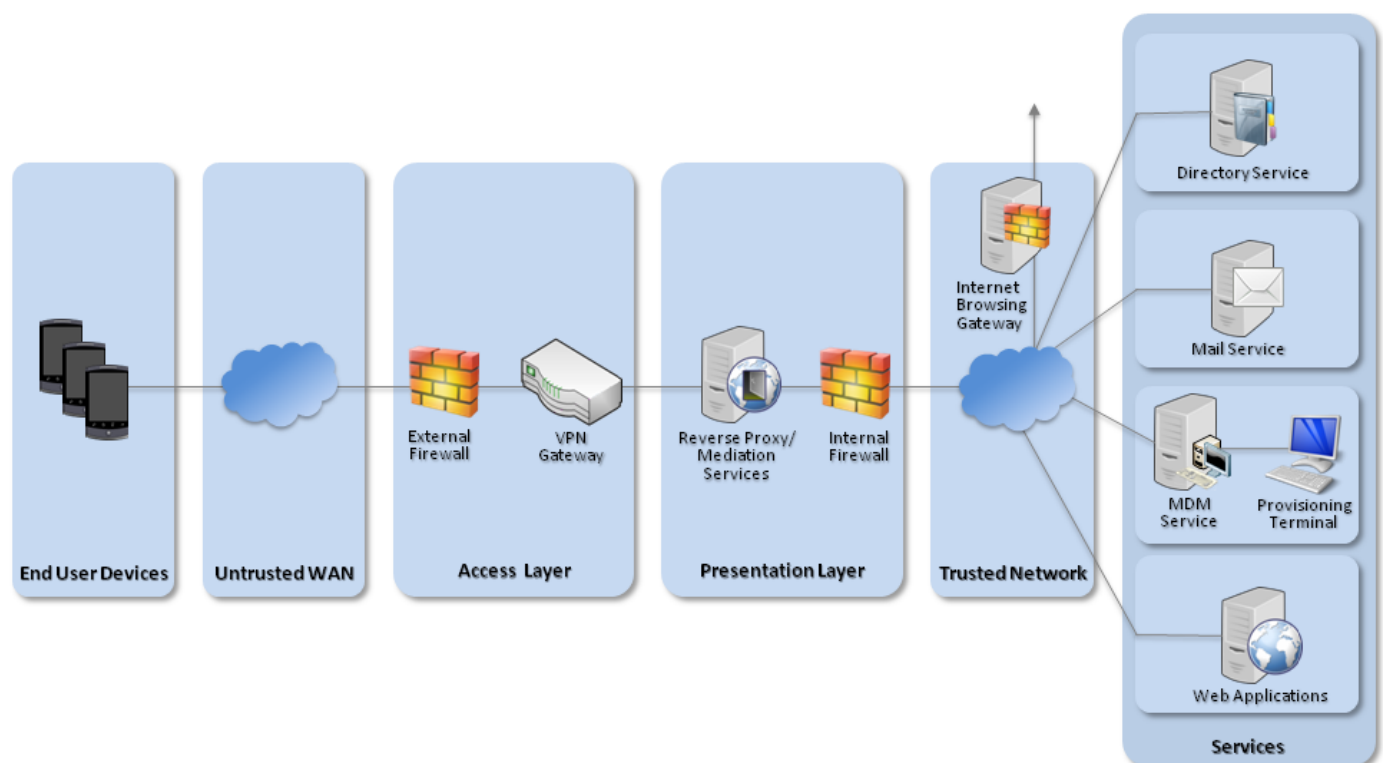 Directory Service
Internet
Browsing
Gateway
Mail Service
External
Firewall
VPN
Gateway
Reverse Proxy/
Mediation
Services
Internal
Firewall
MDM
Service
Provisioning
Terminal
End User Devices
Untrusted WAN
Access Layer
Presentation Layer
Trusted Network
Web Applications
Services